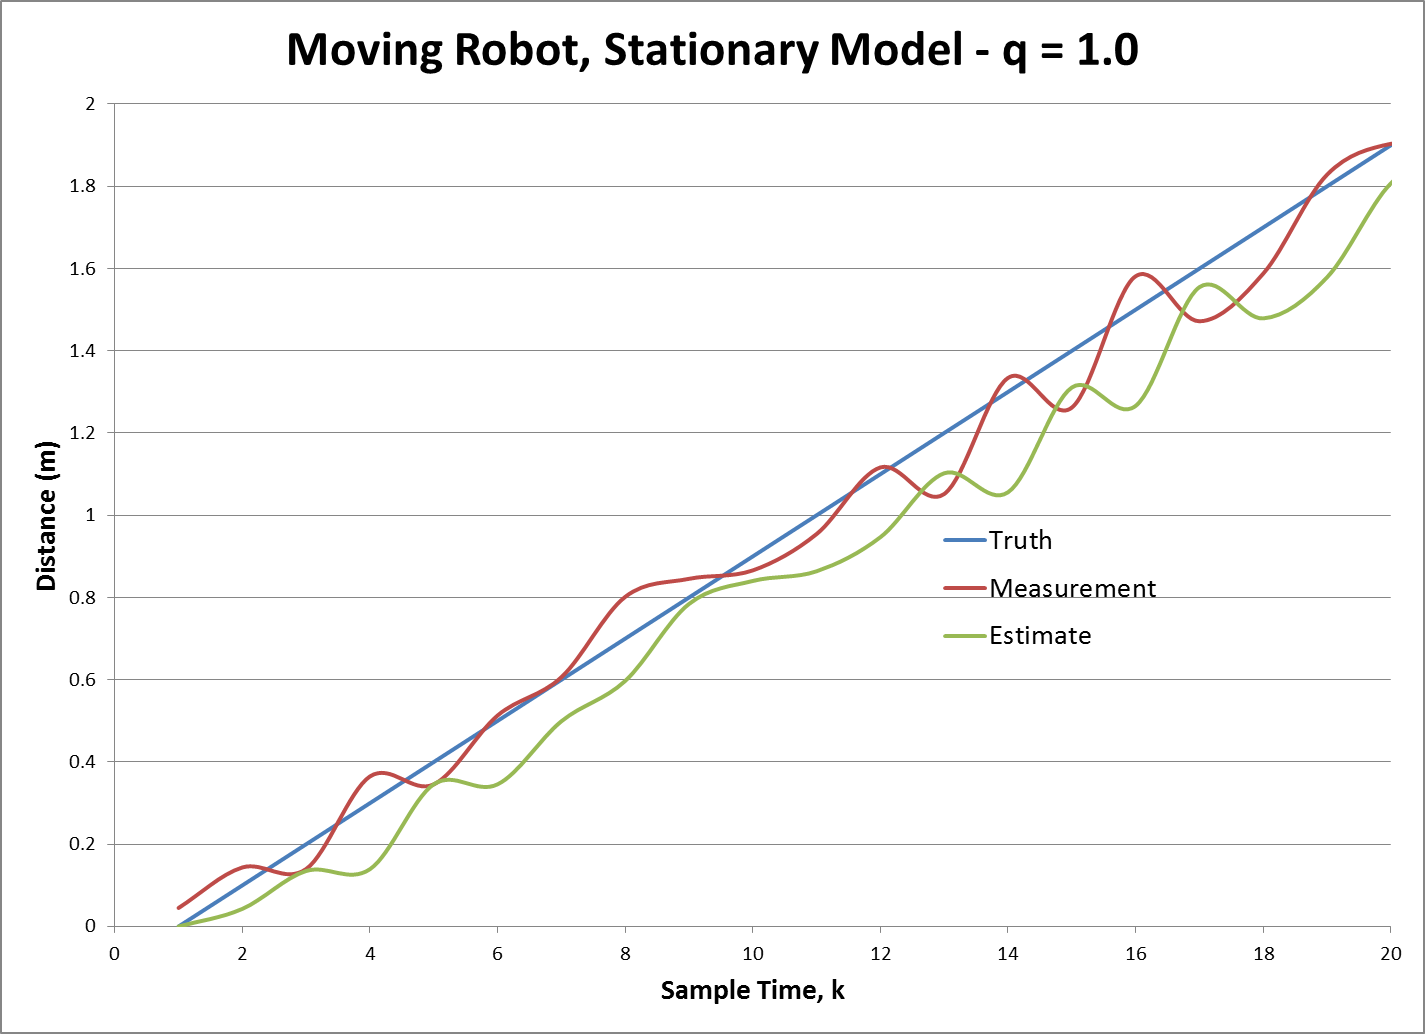 Moving Robot, Stationary Model - q = 1.0
2
1.8
1.6
1.4
1.2
1
0.8
0.6
0.4
0.2
0
Distance (m)
Truth
Measurement
Estimate
0 2 4 6 8 10 12 14 16 18 20
Sample Time, k